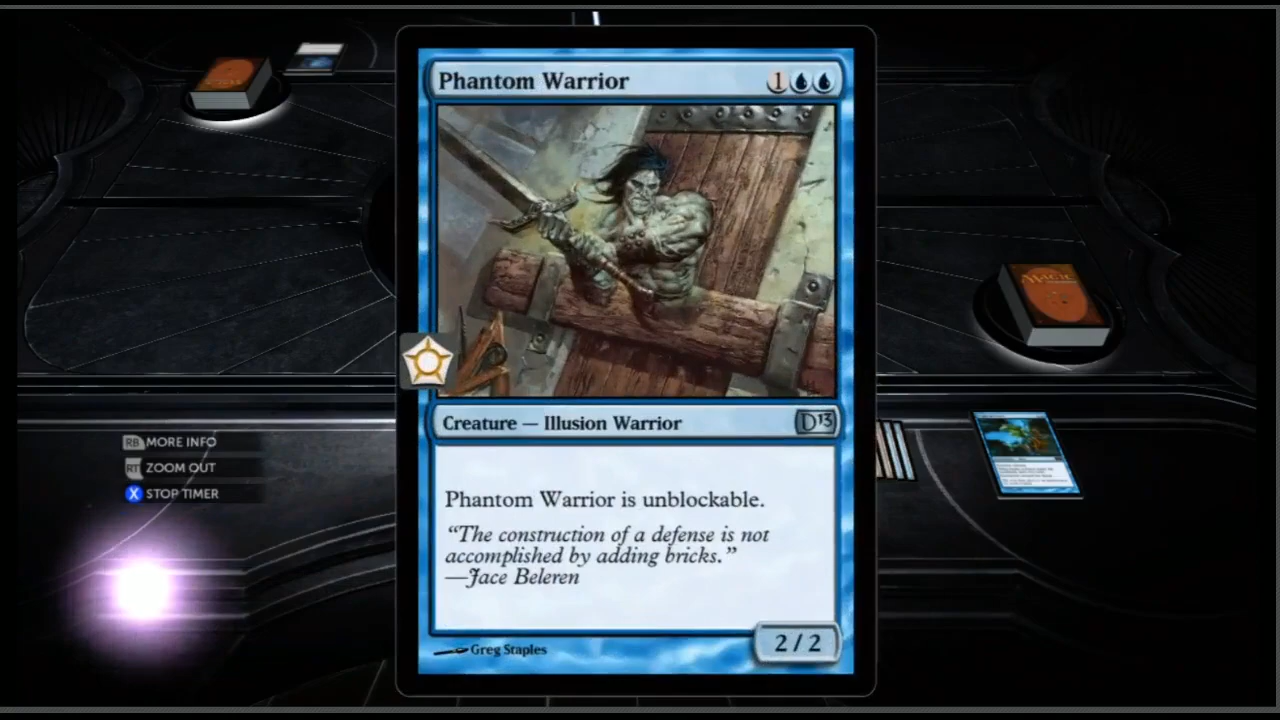 Phantom Warrior 1
Creature — Illusion Warrior D13
Phantom Warrior is unblockable.
“The construction of a defense is not
accomplished by adding bricks.”
—Jace Beleren
2/2
Greg Staples
RB MORE INFO
RT ZOOM OUT
X STOP TIMER
MAGIC